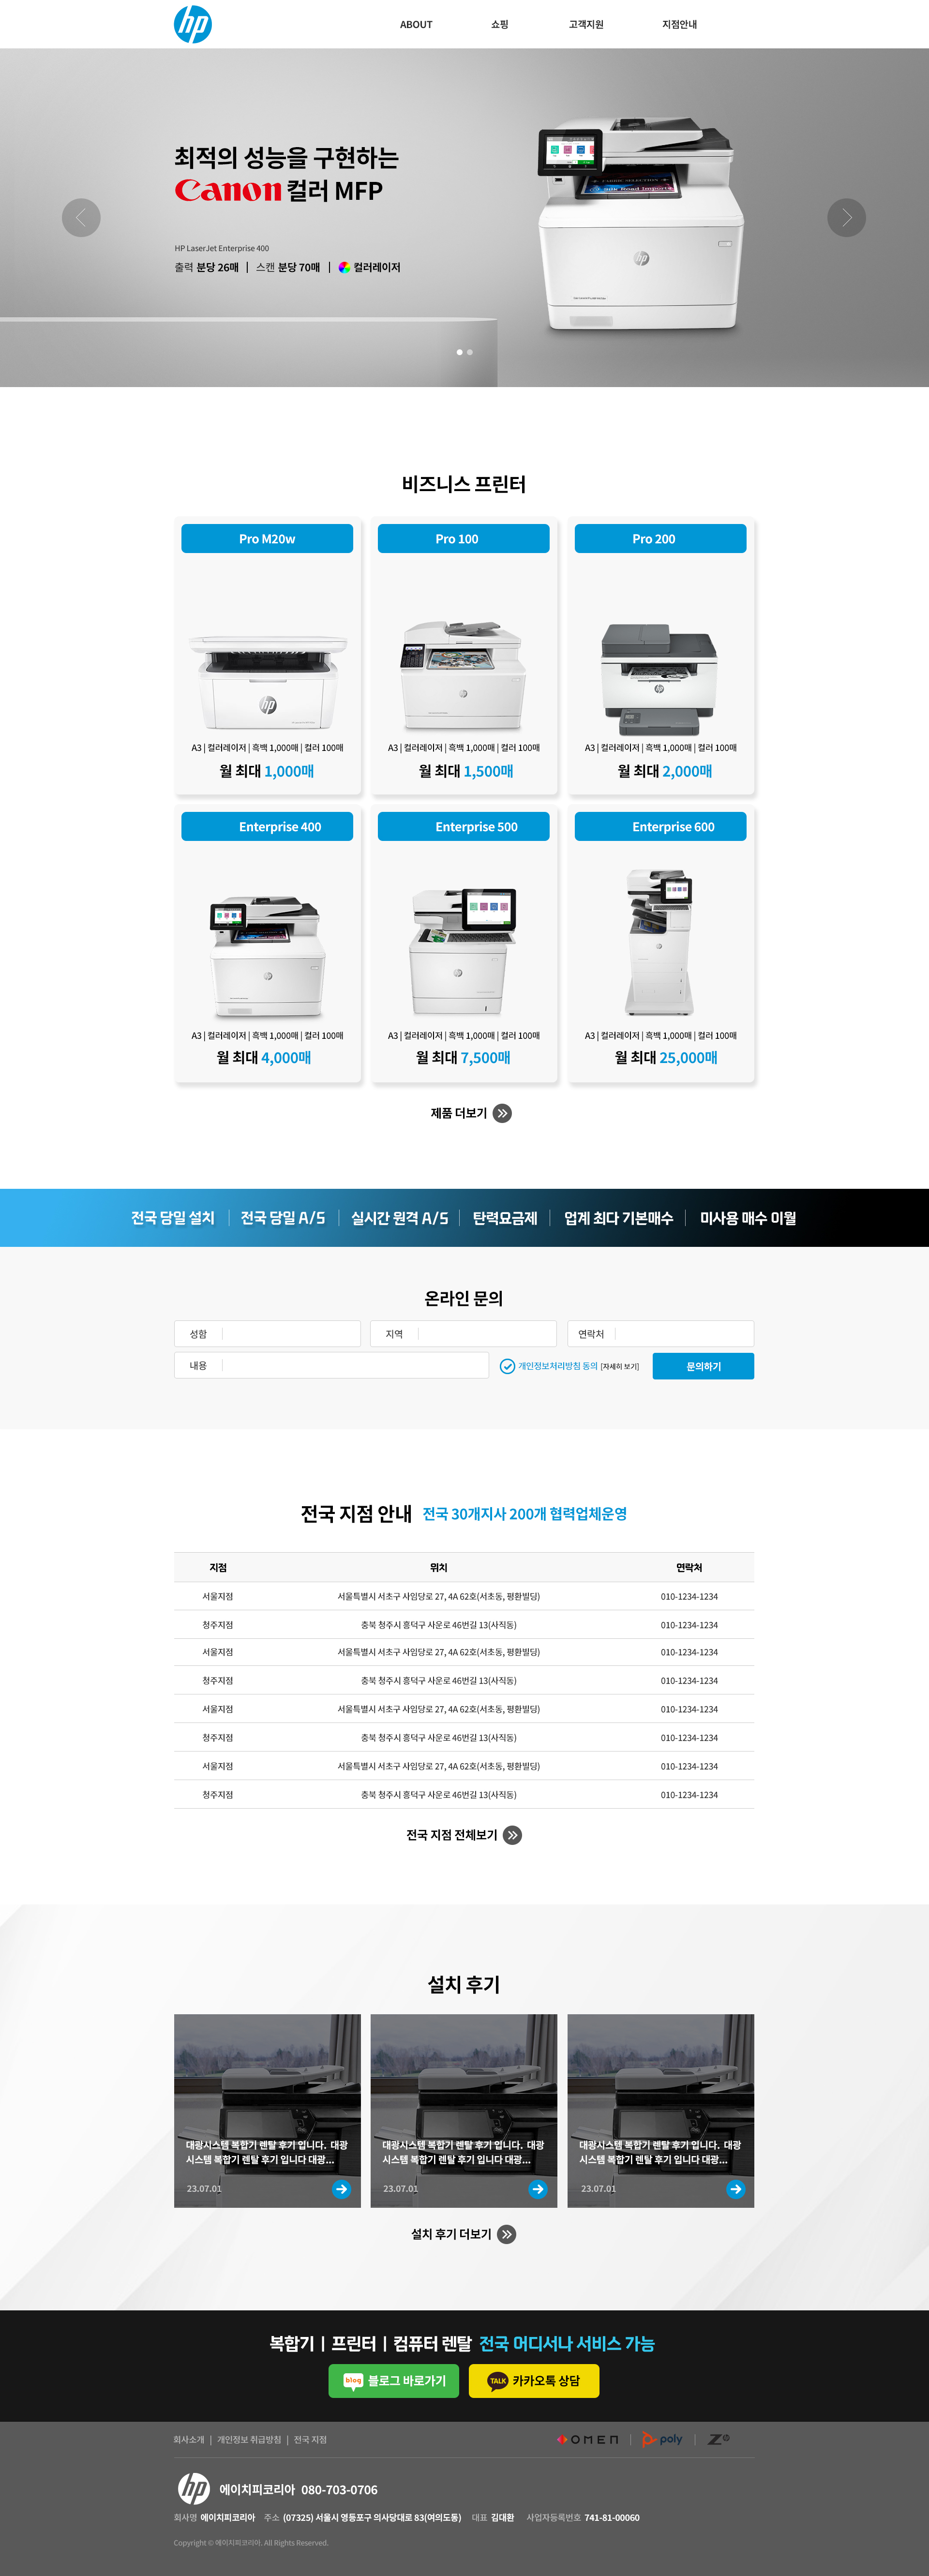 hp
ABOUT
쇼핑
고객지원
지점안내
최적의 성능을 구현하는
Canon 컬러 MFP
HP LaserJet Enterprise 400
출력 분당 26매 | 스캔 분당 70매 | 컬러레이저
비즈니스 프린터
Pro M20w
Pro 100
Pro 200
A3 | 컬러레이저 | 흑백 1,000매 | 컬러 100매
A3 | 컬러레이저 | 흑백 1,000매 | 컬러 100매
A3 | 컬러레이저 | 흑백 1,000매 | 컬러 100매
월 최대 1,000매
월 최대 1,500매
월 최대 2,000매
Enterprise 400
Enterprise 500
Enterprise 600
A3 | 컬러레이저 | 흑백 1,000매 | 컬러 100매
A3 | 컬러레이저 | 흑백 1,000매 | 컬러 100매
A3 | 컬러레이저 | 흑백 1,000매 | 컬러 100매
월 최대 4,000매
월 최대 7,500매
월 최대 25,000매
제품 더보기
전국 당일 설치 | 전국 당일 A/S | 실시간 원격 A/S | 탄력요금제 | 업계 최다 기본매수 | 미사용 매수 이월
온라인 문의
성함
지역
연락처
내용
개인정보처리방침 동의 [자세히 보기]
문의하기
전국 지점 안내 전국 30개지사 200개 협력업체운영
지점 위치 연락처
서울지점 서울특별시 서초구 사임당로 27, 4A 62호(서초동, 평환빌딩) 010-1234-1234
청주지점 충북 청주시 흥덕구 사운로 46번길 13(사직동) 010-1234-1234
서울지점 서울특별시 서초구 사임당로 27, 4A 62호(서초동, 평환빌딩) 010-1234-1234
청주지점 충북 청주시 흥덕구 사운로 46번길 13(사직동) 010-1234-1234
서울지점 서울특별시 서초구 사임당로 27, 4A 62호(서초동, 평환빌딩) 010-1234-1234
청주지점 충북 청주시 흥덕구 사운로 46번길 13(사직동) 010-1234-1234
서울지점 서울특별시 서초구 사임당로 27, 4A 62호(서초동, 평환빌딩) 010-1234-1234
청주지점 충북 청주시 흥덕구 사운로 46번길 13(사직동) 010-1234-1234
전국 지점 전체보기
설치 후기
대광시스템 복합기 렌탈 후기 입니다. 대광
시스템 복합기 렌탈 후기 입니다 대광...
23.07.01
대광시스템 복합기 렌탈 후기 입니다. 대광
시스템 복합기 렌탈 후기 입니다 대광...
23.07.01
대광시스템 복합기 렌탈 후기 입니다. 대광
시스템 복합기 렌탈 후기 입니다 대광...
23.07.01
설치 후기 더보기
복합기 | 프린터 | 컴퓨터 렌탈 전국 어디서나 서비스 가능
blog 블로그 바로가기
TALK 카카오톡 상담
회사소개 | 개인정보 취급방침 | 전국 지점
OMEN | poly | Z
hp 에이치피코리아 080-703-0706
회사명 에이치피코리아 주소 (07325) 서울시 영등포구 의사당대로 83(여의도동) 대표 김대환 사업자등록번호 741-81-00060
Copyright © 에이치피코리아. All Rights Reserved.